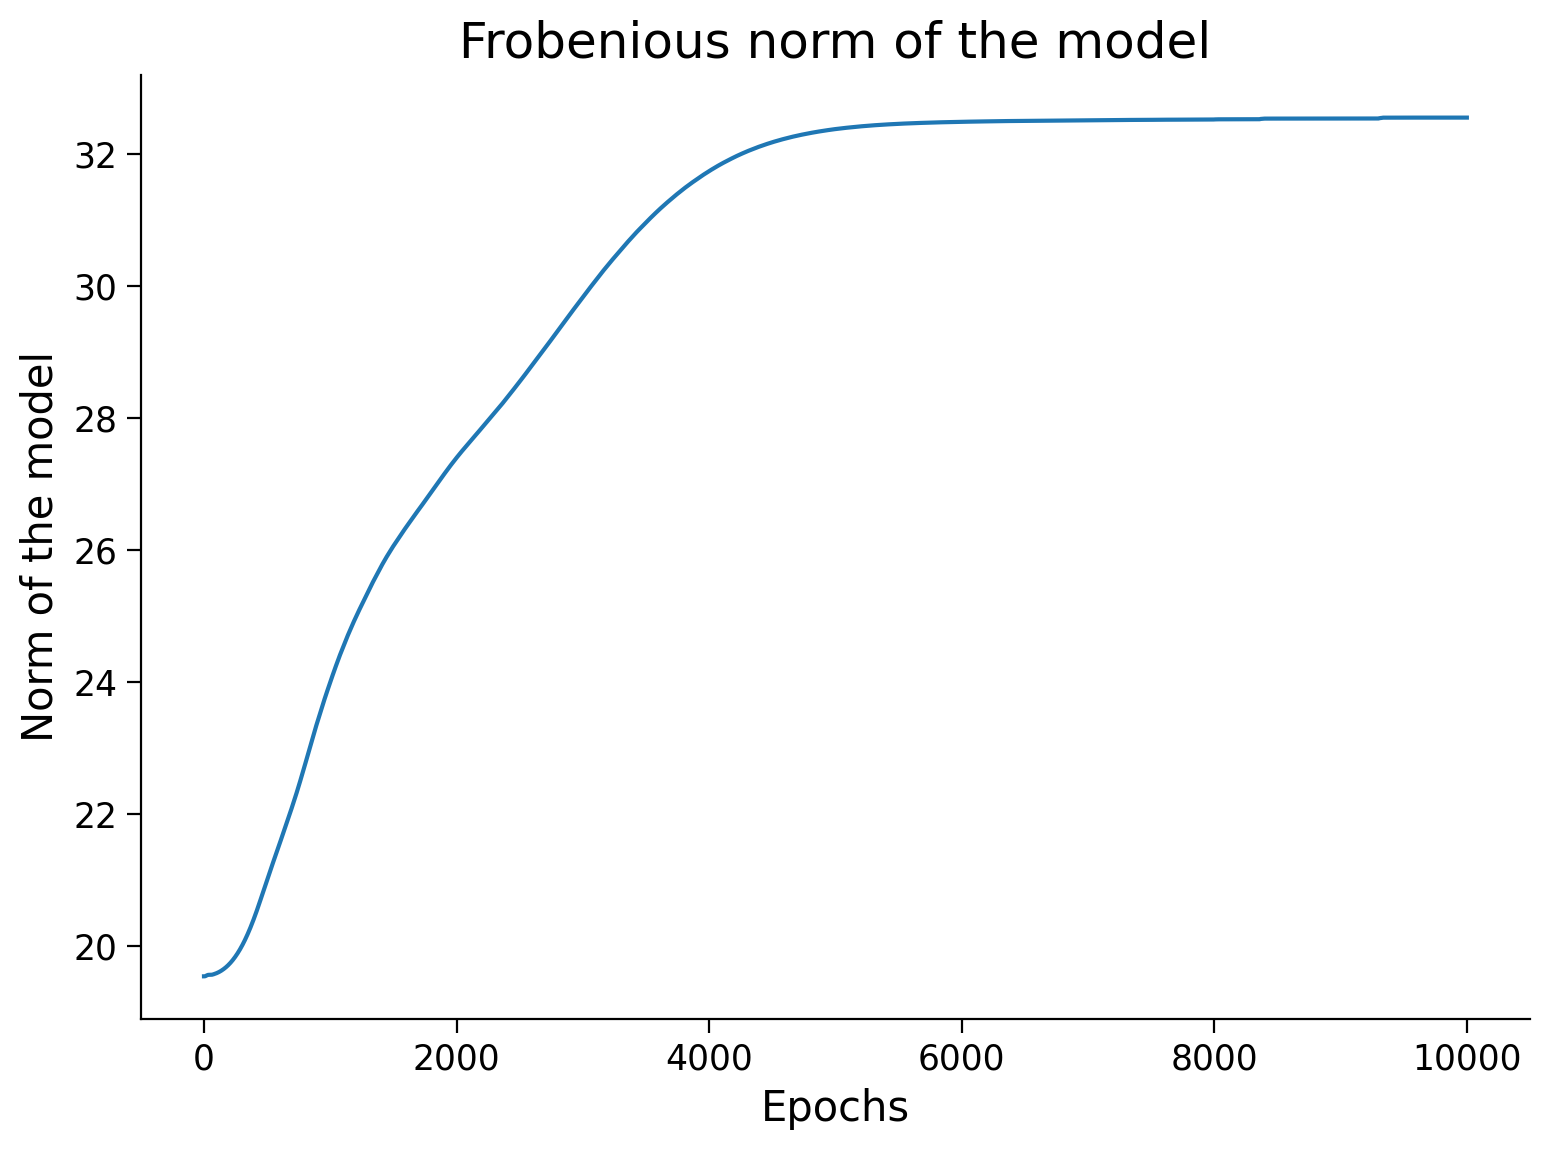 Frobenious norm of the model
Norm of the model
32
30
28
26
24
22
20
0 2000 4000 6000 8000 10000
Epochs